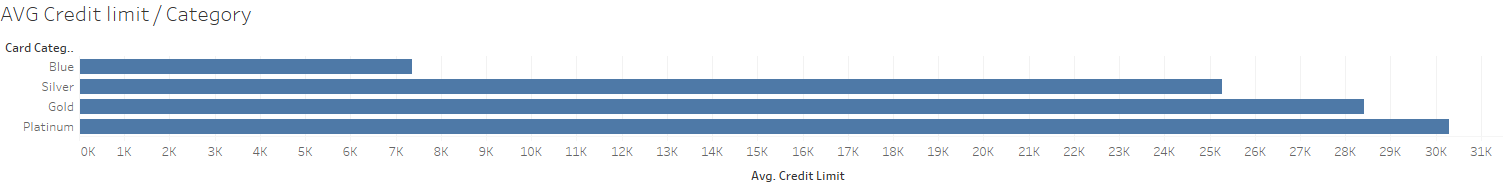 AVG Credit limit / Category
Card Categ..
Blue
Silver
Gold
Platinum
0K 1K 2K 3K 4K 5K 6K 7K 8K 9K 10K 11K 12K 13K 14K 15K 16K 17K 18K 19K 20K 21K 22K 23K 24K 25K 26K 27K 28K 29K 30K 31K
Avg. Credit Limit